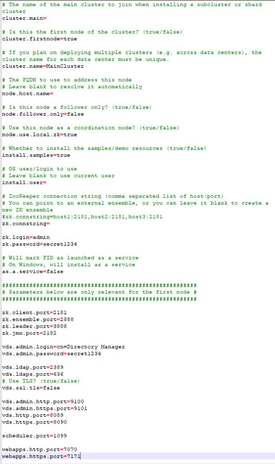 # The name of the main cluster to join when installing a subcluster or shard
cluster
cluster.main=
# Is this the first node of the cluster? (true/false)
cluster.firstnode=true
# If you plan on deploying multiple clusters (e.g. across data centers), the
cluster name for each data center must be unique.
cluster.name=MainCluster
# The FQDN to use to address this node
# Leave blank to resolve it automatically
node.host.name=
# Is this node a follower only? (true/false)
node.follower.only=false
# Use this node as a coordination node? (true/false)
node.use.local.zk=true
# Whether to install the samples/demo resources (true/false)
install.samples=true
# OS user/login to use
# Leave blank to use current user
install.user=
# ZooKeeper connection string (comma separated list of host:port)
# You can point to an external ensemble, or you can leave it blank to create a
new ZK ensemble
#zk.connstring=host1:2181,host2:2181,host3:2181
zk.connstring=
zk.login=admin
zk.password=secret1234
# Will mark FID as launched as a service
# On Windows, will install as a service
as.a.service=false
##################################################
# Parameters below are only relevant for the first node #
##################################################
zk.client.port=2181
zk.ensemble.port=2888
zk.leader.port=3888
zk.jmx.port=2182
vds.admin.login=cn=Directory Manager
vds.admin.password=secret1234
vds.ldap.port=2389
vds.ldaps.port=636
# Use TLS? (true/false)
vds.ssl.tls=false
vds.admin.http.port=9100
vds.admin.https.port=9101
vds.http.port=8089
vds.https.port=8090
scheduler.port=1099
webapps.http.port=7070
webapps.https.port=7171